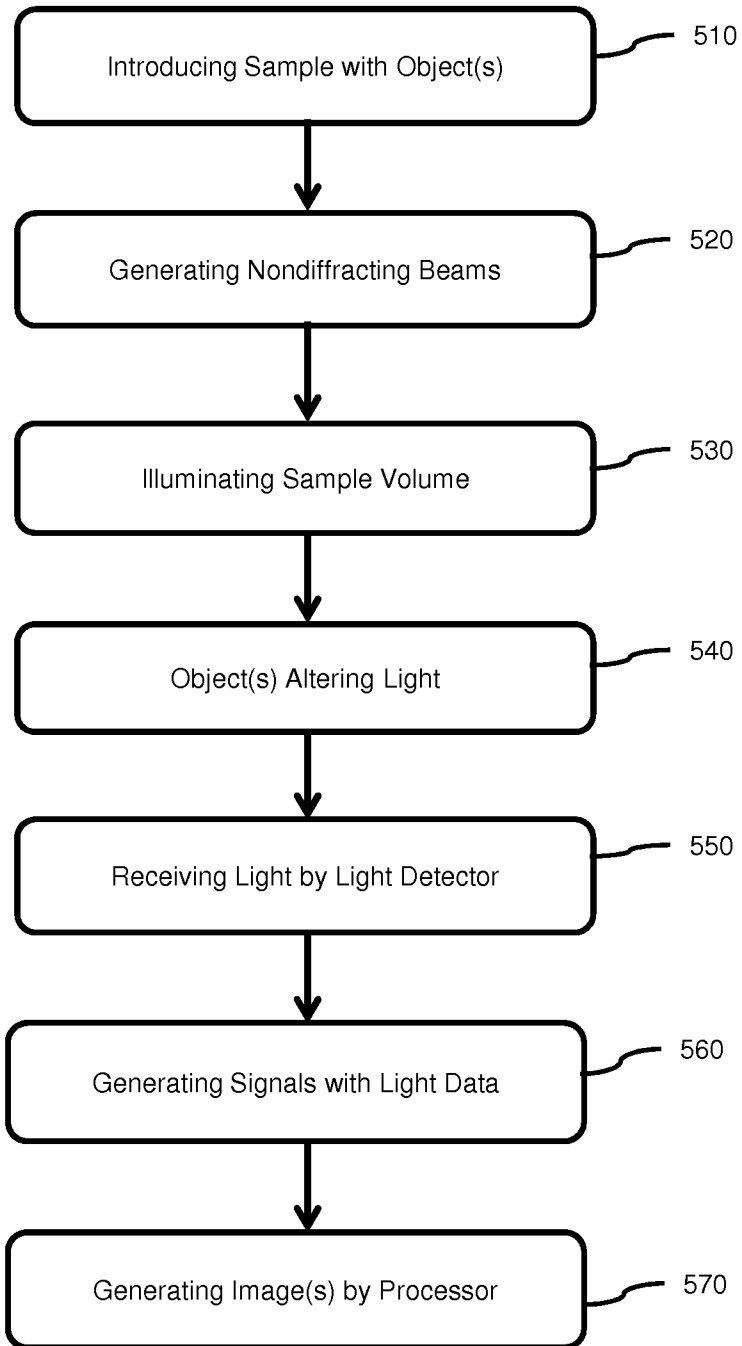 Introducing Sample with Object(s)
510
Generating Nondiffracting Beams
520
Illuminating Sample Volume
530
Object(s) Altering Light
540
Receiving Light by Light Detector
550
Generating Signals with Light Data
560
Generating Image(s) by Processor
570